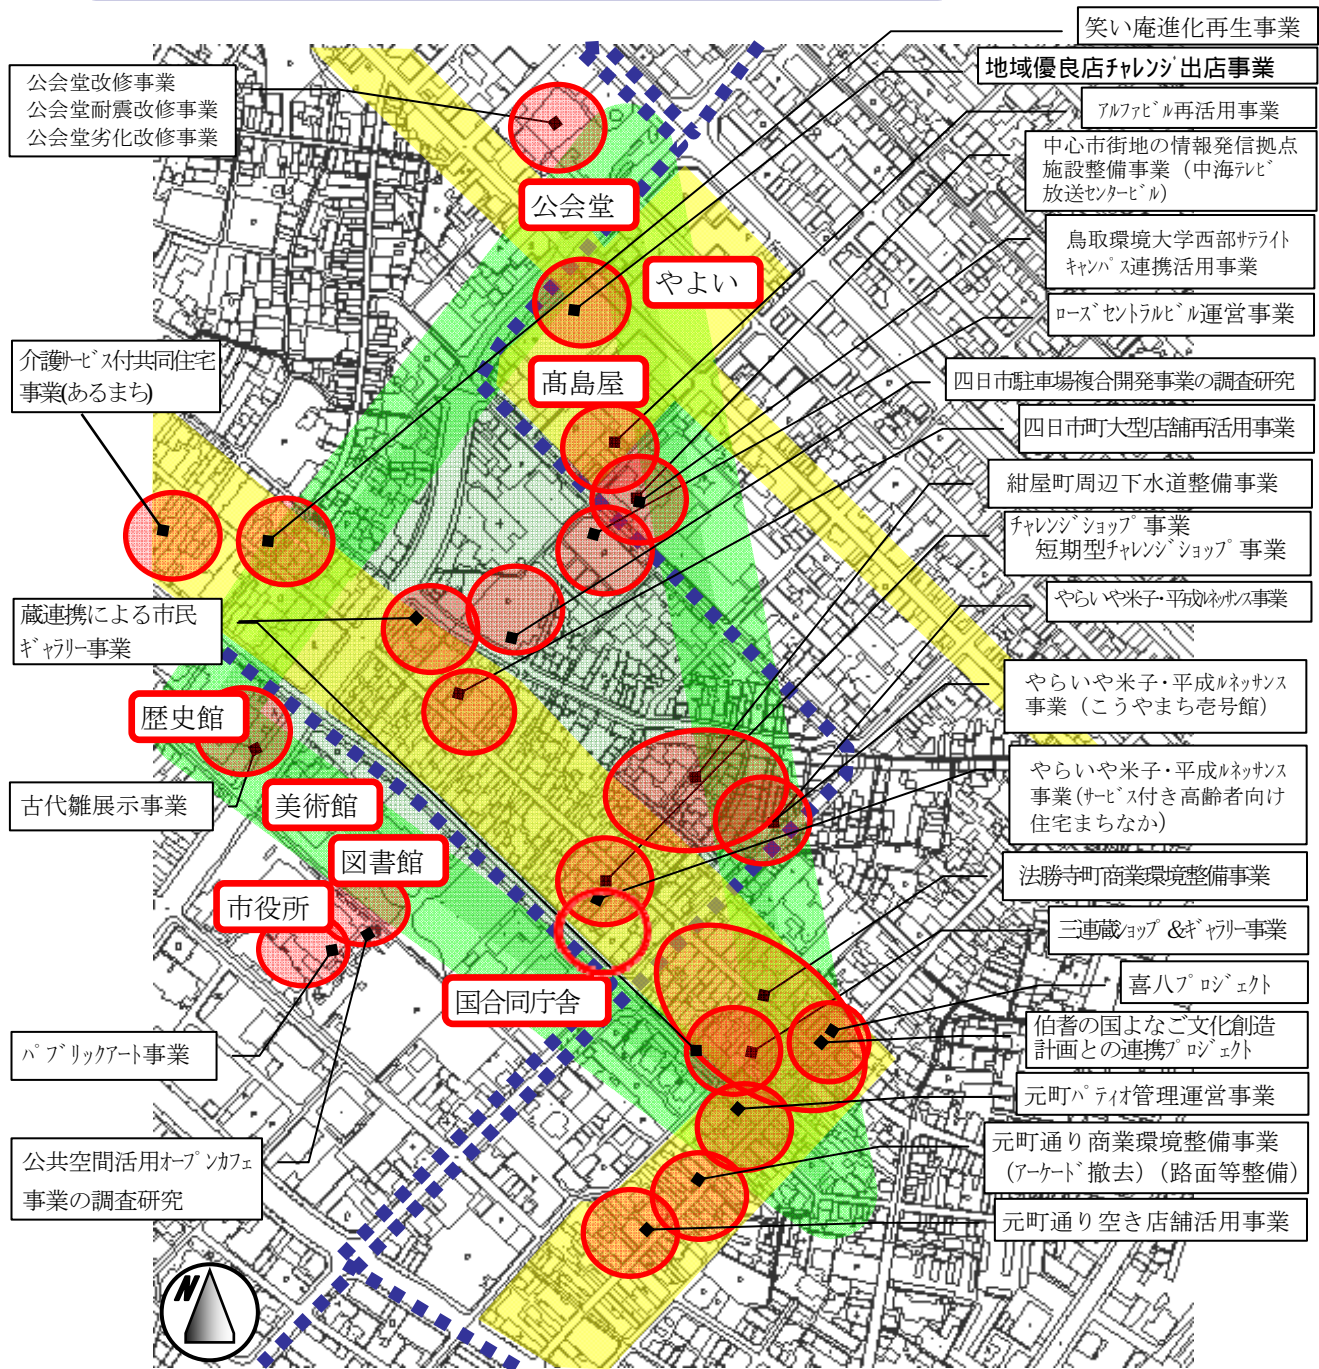 笑い庵進化再生事業
地域優良店ﾁｬﾚﾝｼﾞ出店事業
ｱﾙﾌｧﾋﾞﾙ再活用事業
中心市街地の情報発信拠点
施設整備事業（中海ﾃﾚﾋﾞ
放送ｾﾝﾀｰﾋﾞﾙ）
鳥取環境大学西部ｻﾃﾗｲﾄ
ｷｬﾝﾊﾟｽ連携活用事業
ﾛｰｽﾞｾﾝﾄﾗﾙﾋﾞﾙ運営事業
四日市駐車場複合開発事業の調査研究
四日市町大型店舗再活用事業
紺屋町周辺下水道整備事業
ﾁｬﾚﾝｼﾞｼｮｯﾌﾟ事業
短期型ﾁｬﾚﾝｼﾞｼｮｯﾌﾟ事業
やらいや米子・平成ﾙﾈｯｻﾝｽ事業
やらいや米子・平成ﾙﾈｯｻﾝｽ
事業（こうやまち壱号館）
やらいや米子・平成ﾙﾈｯｻﾝｽ
事業(ｻｰﾋﾞｽ付き高齢者向け
住宅まちなか）
法勝寺町商業環境整備事業
三連蔵ｼｮｯﾌﾟ&ｷﾞｬﾗﾘｰ事業
喜八ﾌﾟﾛｼﾞｪｸﾄ
伯耆の国よなご文化創造
計画との連携ﾌﾟﾛｼﾞｪｸﾄ
元町ﾊﾟﾃｨｵ管理運営事業
元町通り商業環境整備事業
（ｱｰｹｰﾄﾞ撤去）（路面等整備）
元町通り空き店舗活用事業
公会堂改修事業
公会堂耐震改修事業
公会堂劣化改修事業
介護ｻｰﾋﾞｽ付共同住宅
事業(あるまち)
蔵連携による市民
ｷﾞｬﾗﾘｰ事業
古代雛展示事業
ﾊﾟﾌﾞﾘｯｸｱｰﾄ事業
公共空間活用ｵｰﾌﾟﾝｶﾌｪ
事業の調査研究
公会堂
やよい
髙島屋
歴史館
美術館
図書館
市役所
国合同庁舎
N